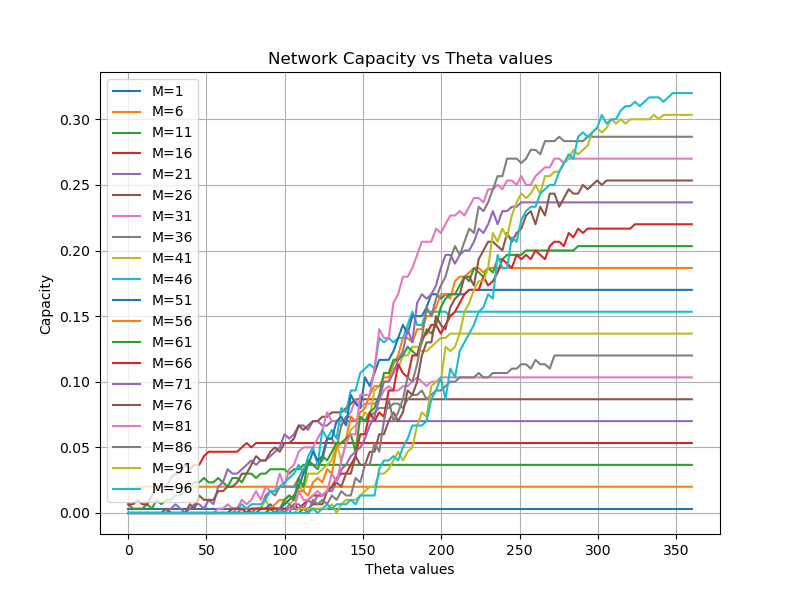 Network Capacity vs Theta values
M=1
M=6
M=11
M=16
M=21
M=26
M=31
M=36
M=41
M=46
M=51
M=56
M=61
M=66
M=71
M=76
M=81
M=86
M=91
M=96
0.30
0.25
0.20
0.15
0.10
0.05
0.00
Capacity
0 50 100 150 200 250 300 350
Theta values